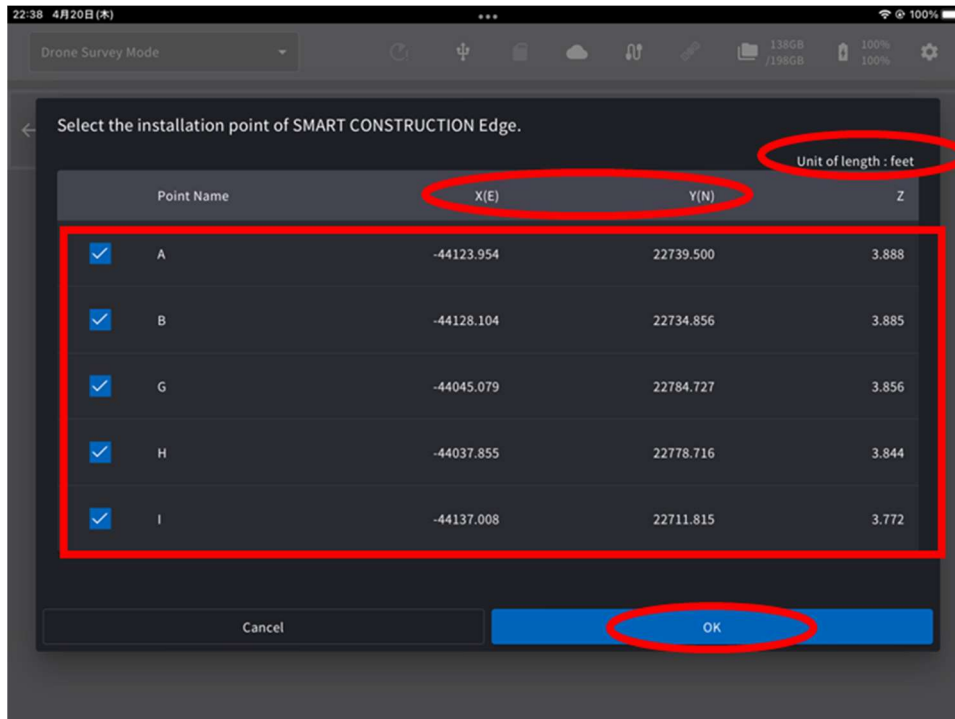 22:38 4月20日(木) 100%
Drone Survey Mode 138GB /198GB 100% 100%
Select the installation point of SMART CONSTRUCTION Edge.
Unit of length : feet
Point Name X(E) Y(N) Z
A -44123.954 22739.500 3.888
B -44128.104 22734.856 3.885
G -44045.079 22784.727 3.856
H -44037.855 22778.716 3.844
I -44137.008 22711.815 3.772
Cancel OK